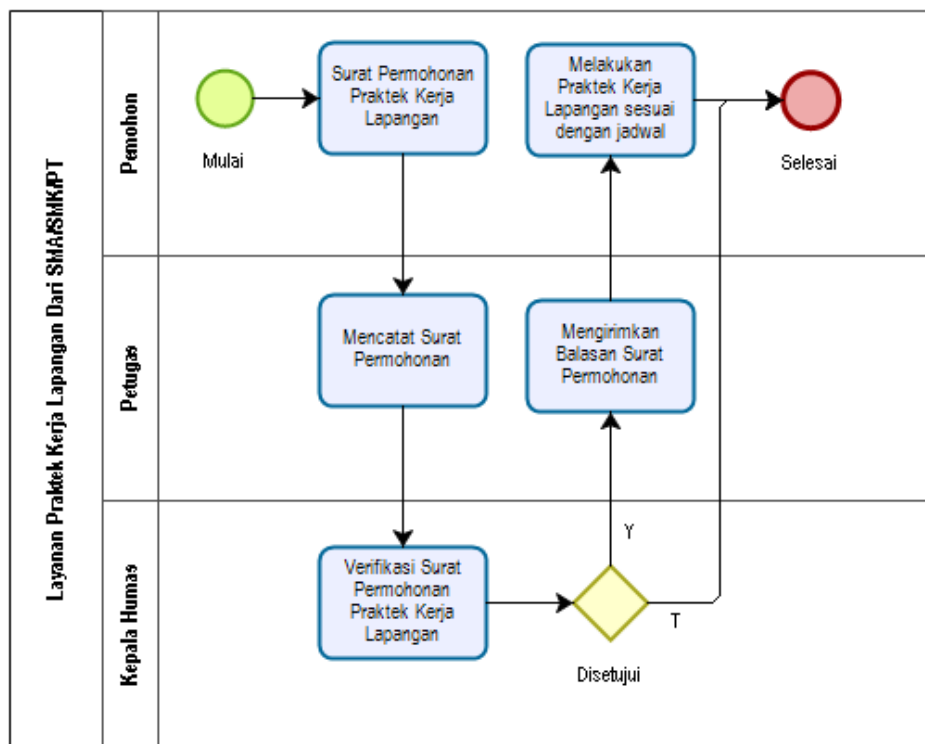 Layanan Praktek Kerja Lapangan Dari SMA/SMK/PT
Pemohon
Mulai
Surat Permohonan
Praktek Kerja
Lapangan
Melakukan
Praktek Kerja
Lapangan sesuai
dengan jadwal
Selesai
Petugas
Mencatat Surat
Permohonan
Mengirimkan
Balasan Surat
Permohonan
Kepala Humas
Verifikasi Surat
Permohonan
Praktek Kerja
Lapangan
Y
T
Disetujui